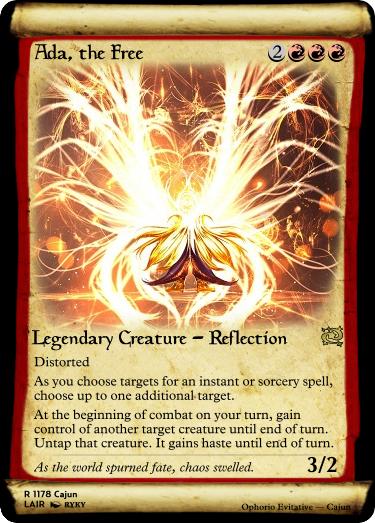 Ada, the Free 2
Legendary Creature – Reflection
Distorted
As you choose targets for an instant or sorcery spell,
choose up to one additional target.
At the beginning of combat on your turn, gain
control of another target creature until end of turn.
Untap that creature. It gains haste until end of turn.
As the world spurned fate, chaos swelled.
3/2
R 1178 Cajun
LAIR RYKY
Ophorio Evitative — Cajun